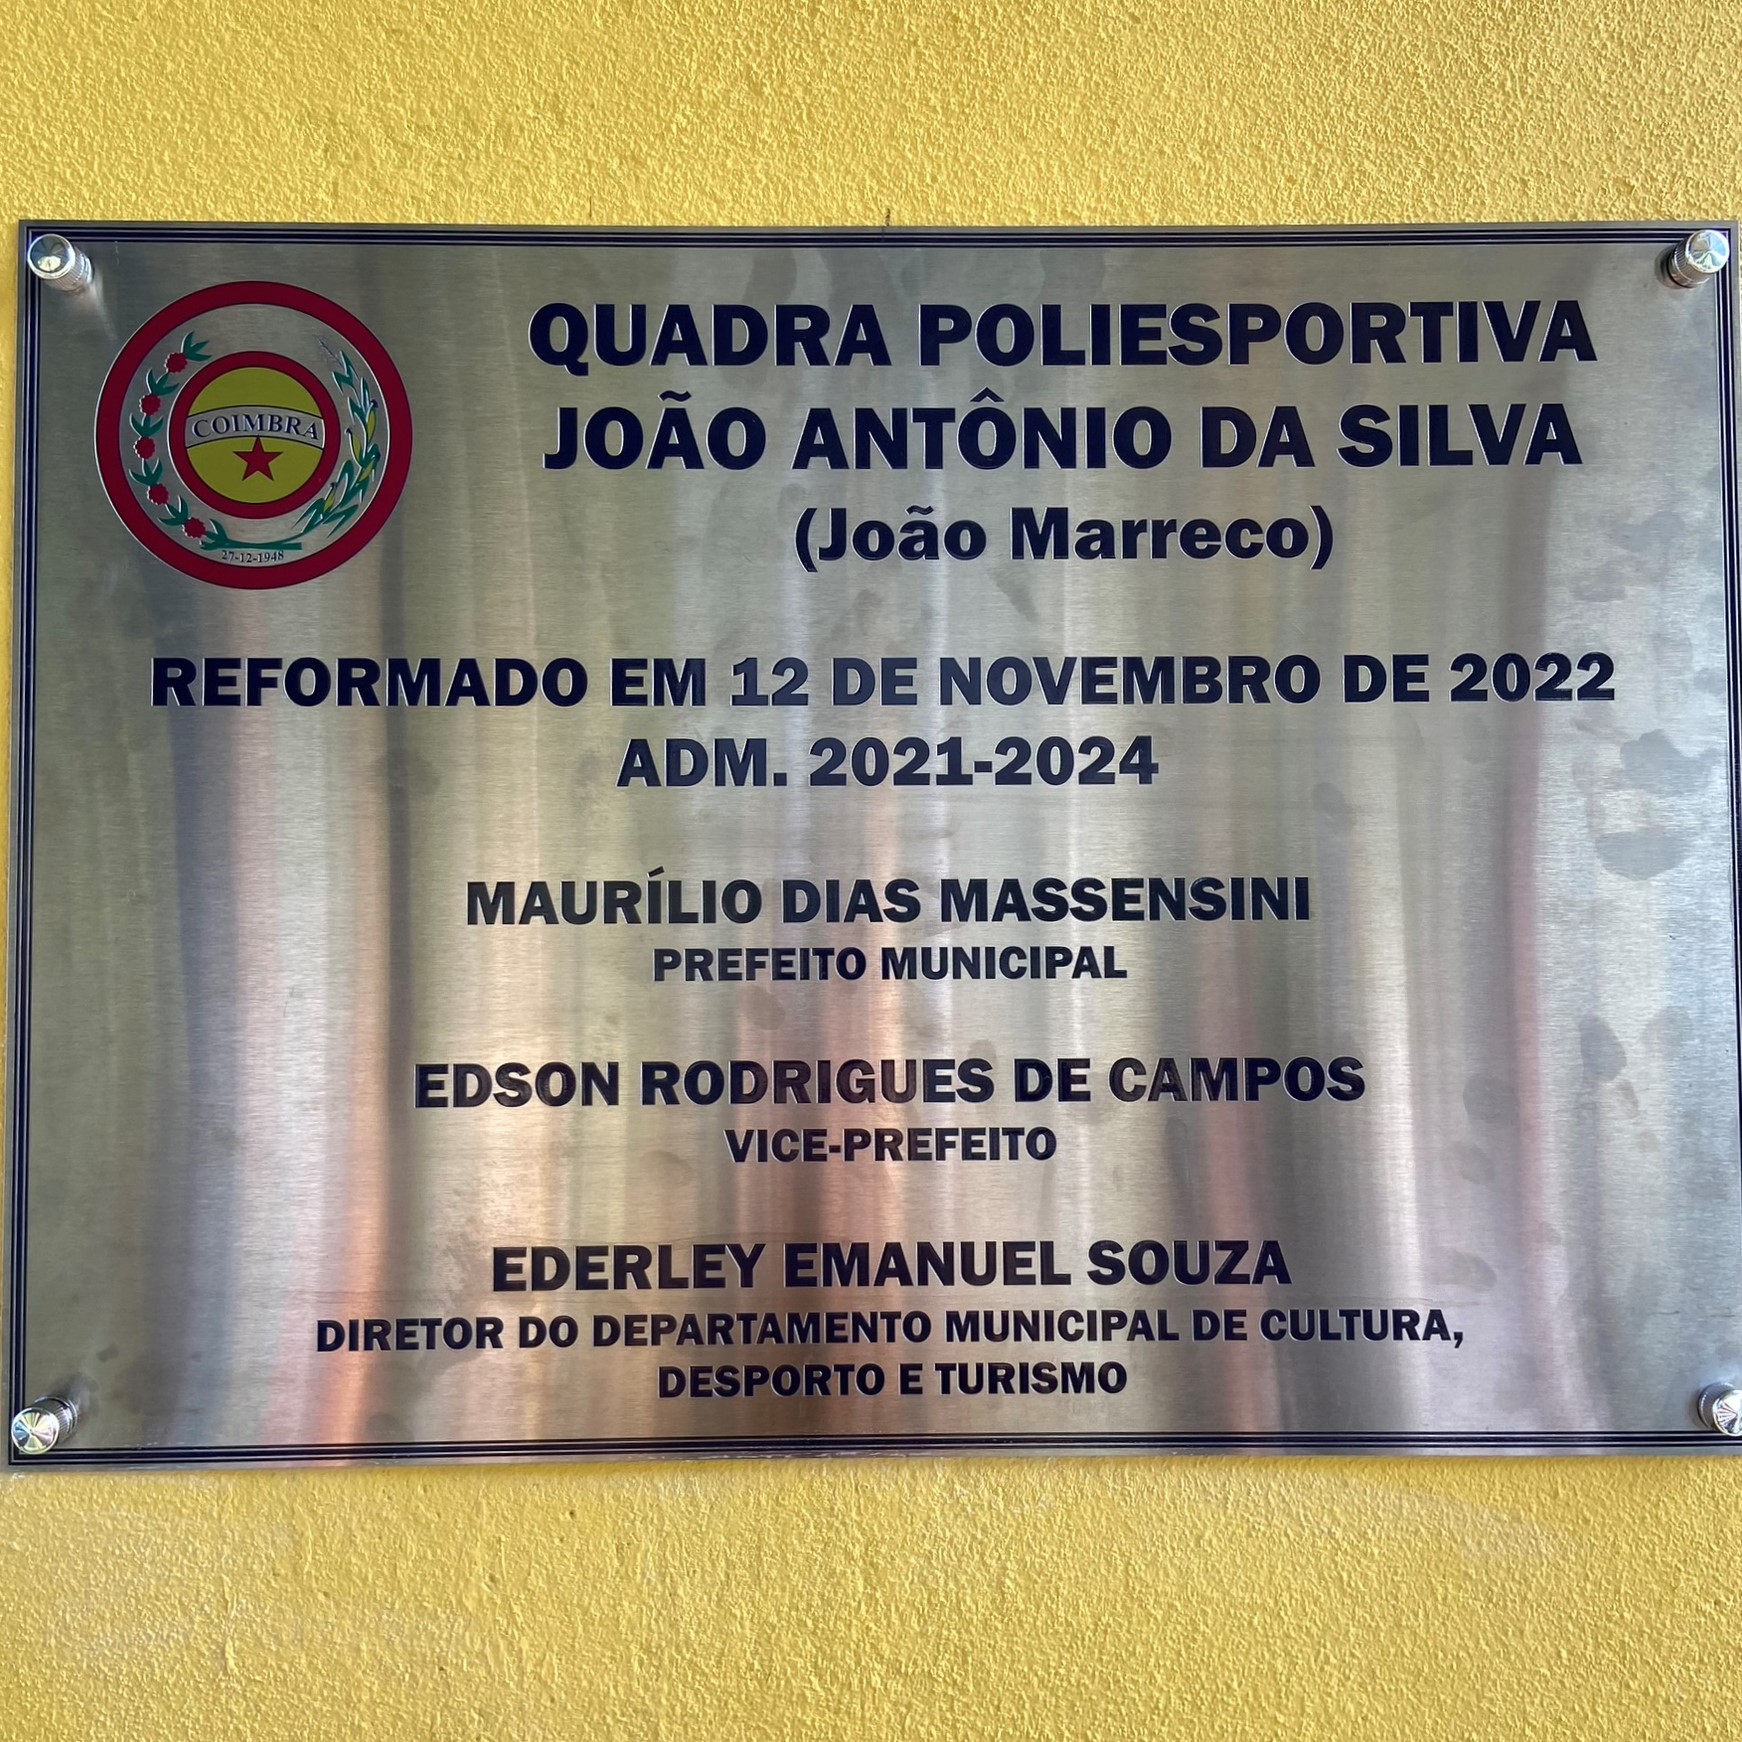 COIMBRA
27-12-1948
QUADRA POLIESPORTIVA
JOÃO ANTÔNIO DA SILVA
(João Marreco)
REFORMADO EM 12 DE NOVEMBRO DE 2022
ADM. 2021-2024
MAURÍLIO DIAS MASSENSINI
PREFEITO MUNICIPAL
EDSON RODRIGUES DE CAMPOS
VICE-PREFEITO
EDERLEY EMANUEL SOUZA
DIRETOR DO DEPARTAMENTO MUNICIPAL DE CULTURA,
DESPORTO E TURISMO